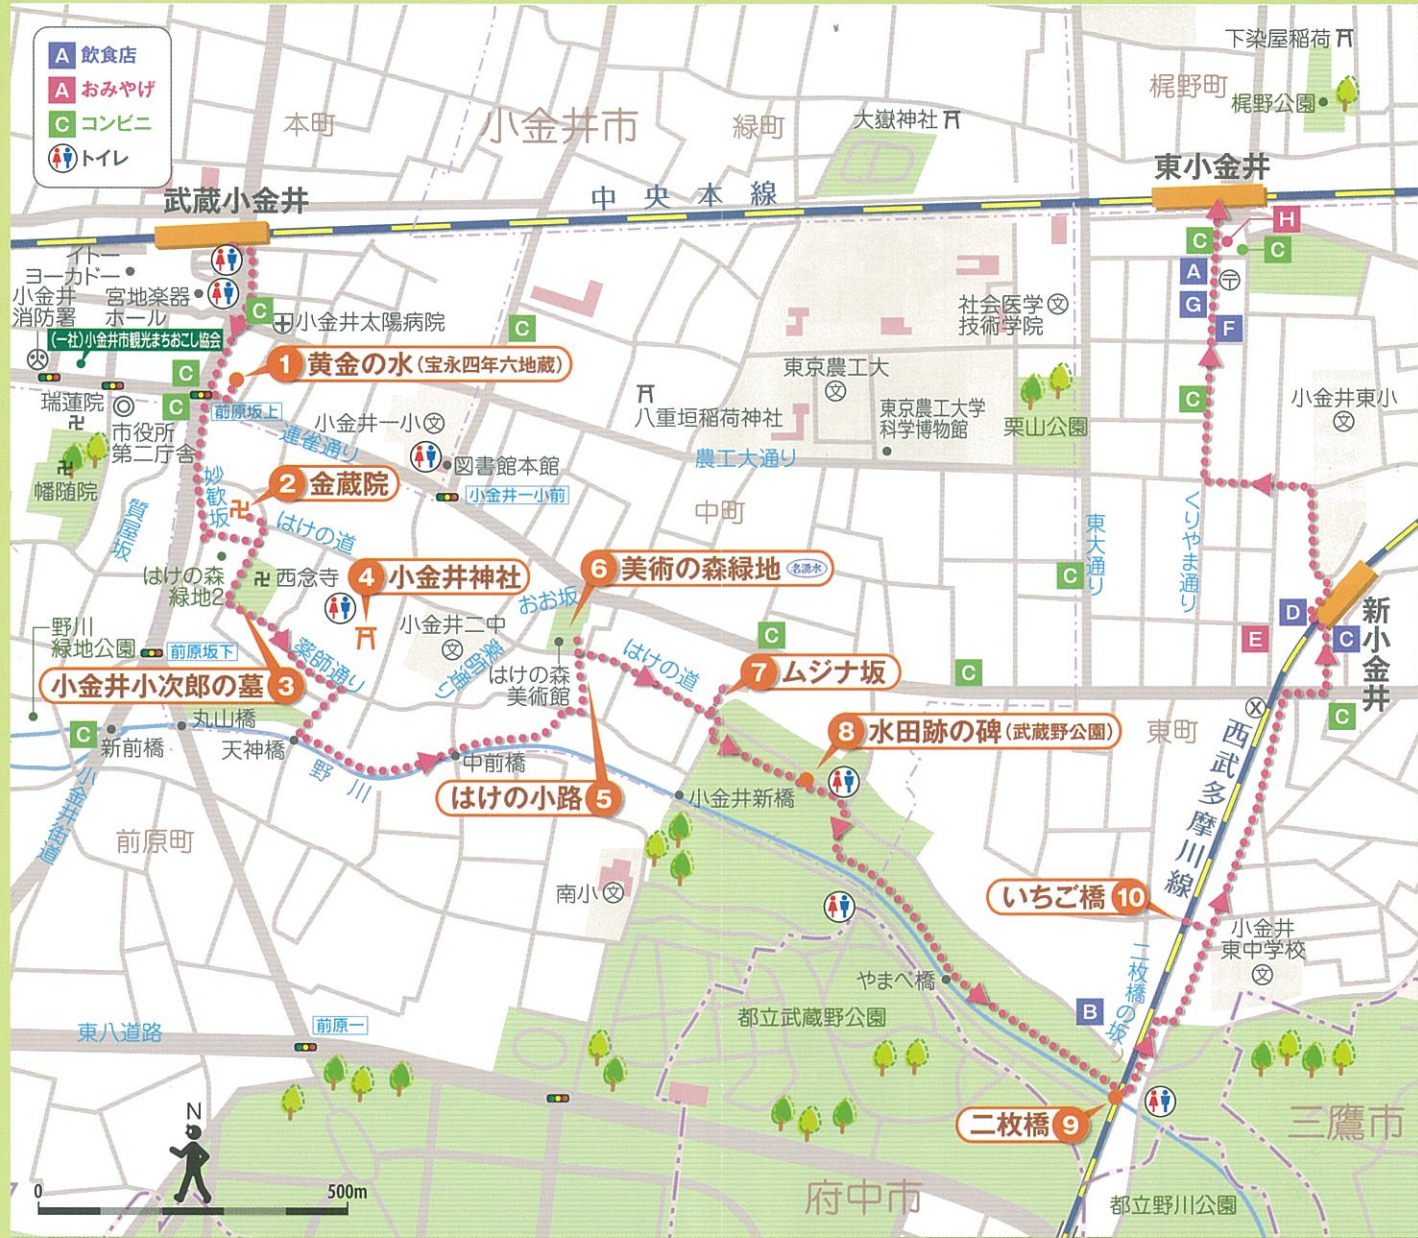 A 飲食店
A おみやげ
C コンビニ
トイレ
本町
小金井市
緑町
大嶽神社
下染屋稲荷
梶野町
梶野公園
武蔵小金井
中央本線
東小金井
イトー
ヨーカドー
小金井
消防署
宮地楽器
ホール
(一社)小金井市観光まちおこし協会
C
小金井太陽病院
C
C
H
C
A
G
F
社会医学
技術学院
1 黄金の水(宝永四年六地蔵)
C
C
前原坂上
瑞蓮院
市役所
第二庁舎
幡随院
連雀通り
小金井一小
図書館本館
小金井一小前
八重垣稲荷神社
東京農工大
東京農工大学
科学博物館
栗山公園
C
小金井東小
農工大通り
中町
妙歓坂
2 金蔵院
質屋坂
はけの道
はけの森
緑地2
西念寺
4 小金井神社
6 美術の森緑地 名湧水
おお坂
東大通り
くりやま通り
C
D
C
E
新小金井
野川
緑地公園
前原坂下
薬師通り
小金井二中
薬師通り
はけの森
美術館
はけの道
C
C
7 ムジナ坂
小金井小次郎の墓 3
C
新前橋
丸山橋
天神橋
野川
中前橋
はけの小路 5
8 水田跡の碑(武蔵野公園)
東町
西武多摩川線
C
小金井新橋
小金井街道
前原町
南小
いちご橋 10
小金井
東中学校
二枚橋の坂
やまべ橋
都立武蔵野公園
B
東八道路
前原一
二枚橋 9
三鷹市
府中市
都立野川公園
N
0 500m